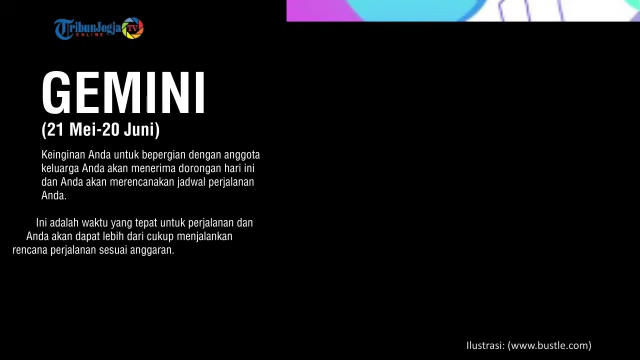 TribunJogja TV
ONLINE
GEMINI
(21 Mei-20 Juni)
Keinginan Anda untuk bepergian dengan anggota
keluarga Anda akan menerima dorongan hari ini
dan Anda akan merencanakan jadwal perjalanan
Anda.
Ini adalah waktu yang tepat untuk perjalanan dan
Anda akan dapat lebih dari cukup menjalankan
rencana perjalanan sesuai anggaran.
Ilustrasi: (www.bustle.com)